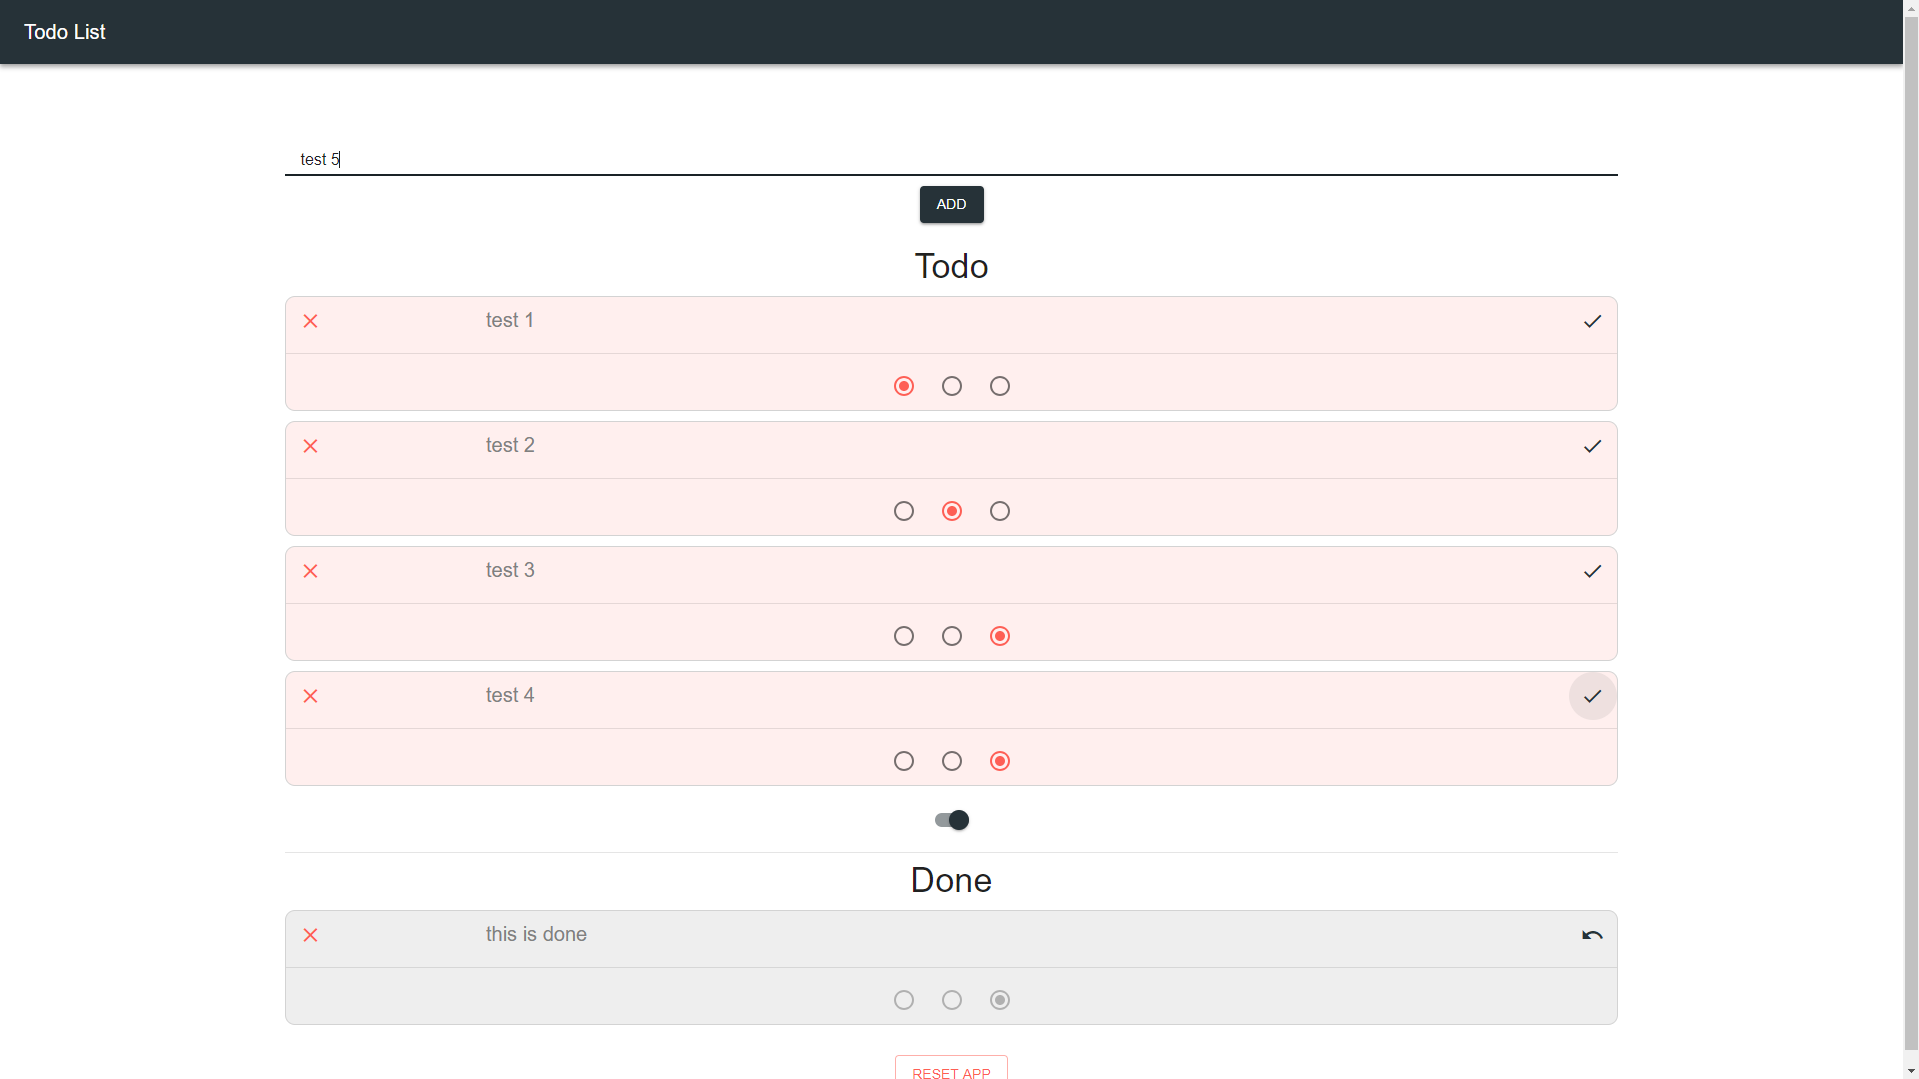 Todo List
test 5
ADD
Todo
test 1
test 2
test 3
test 4
Done
this is done
RESET APP